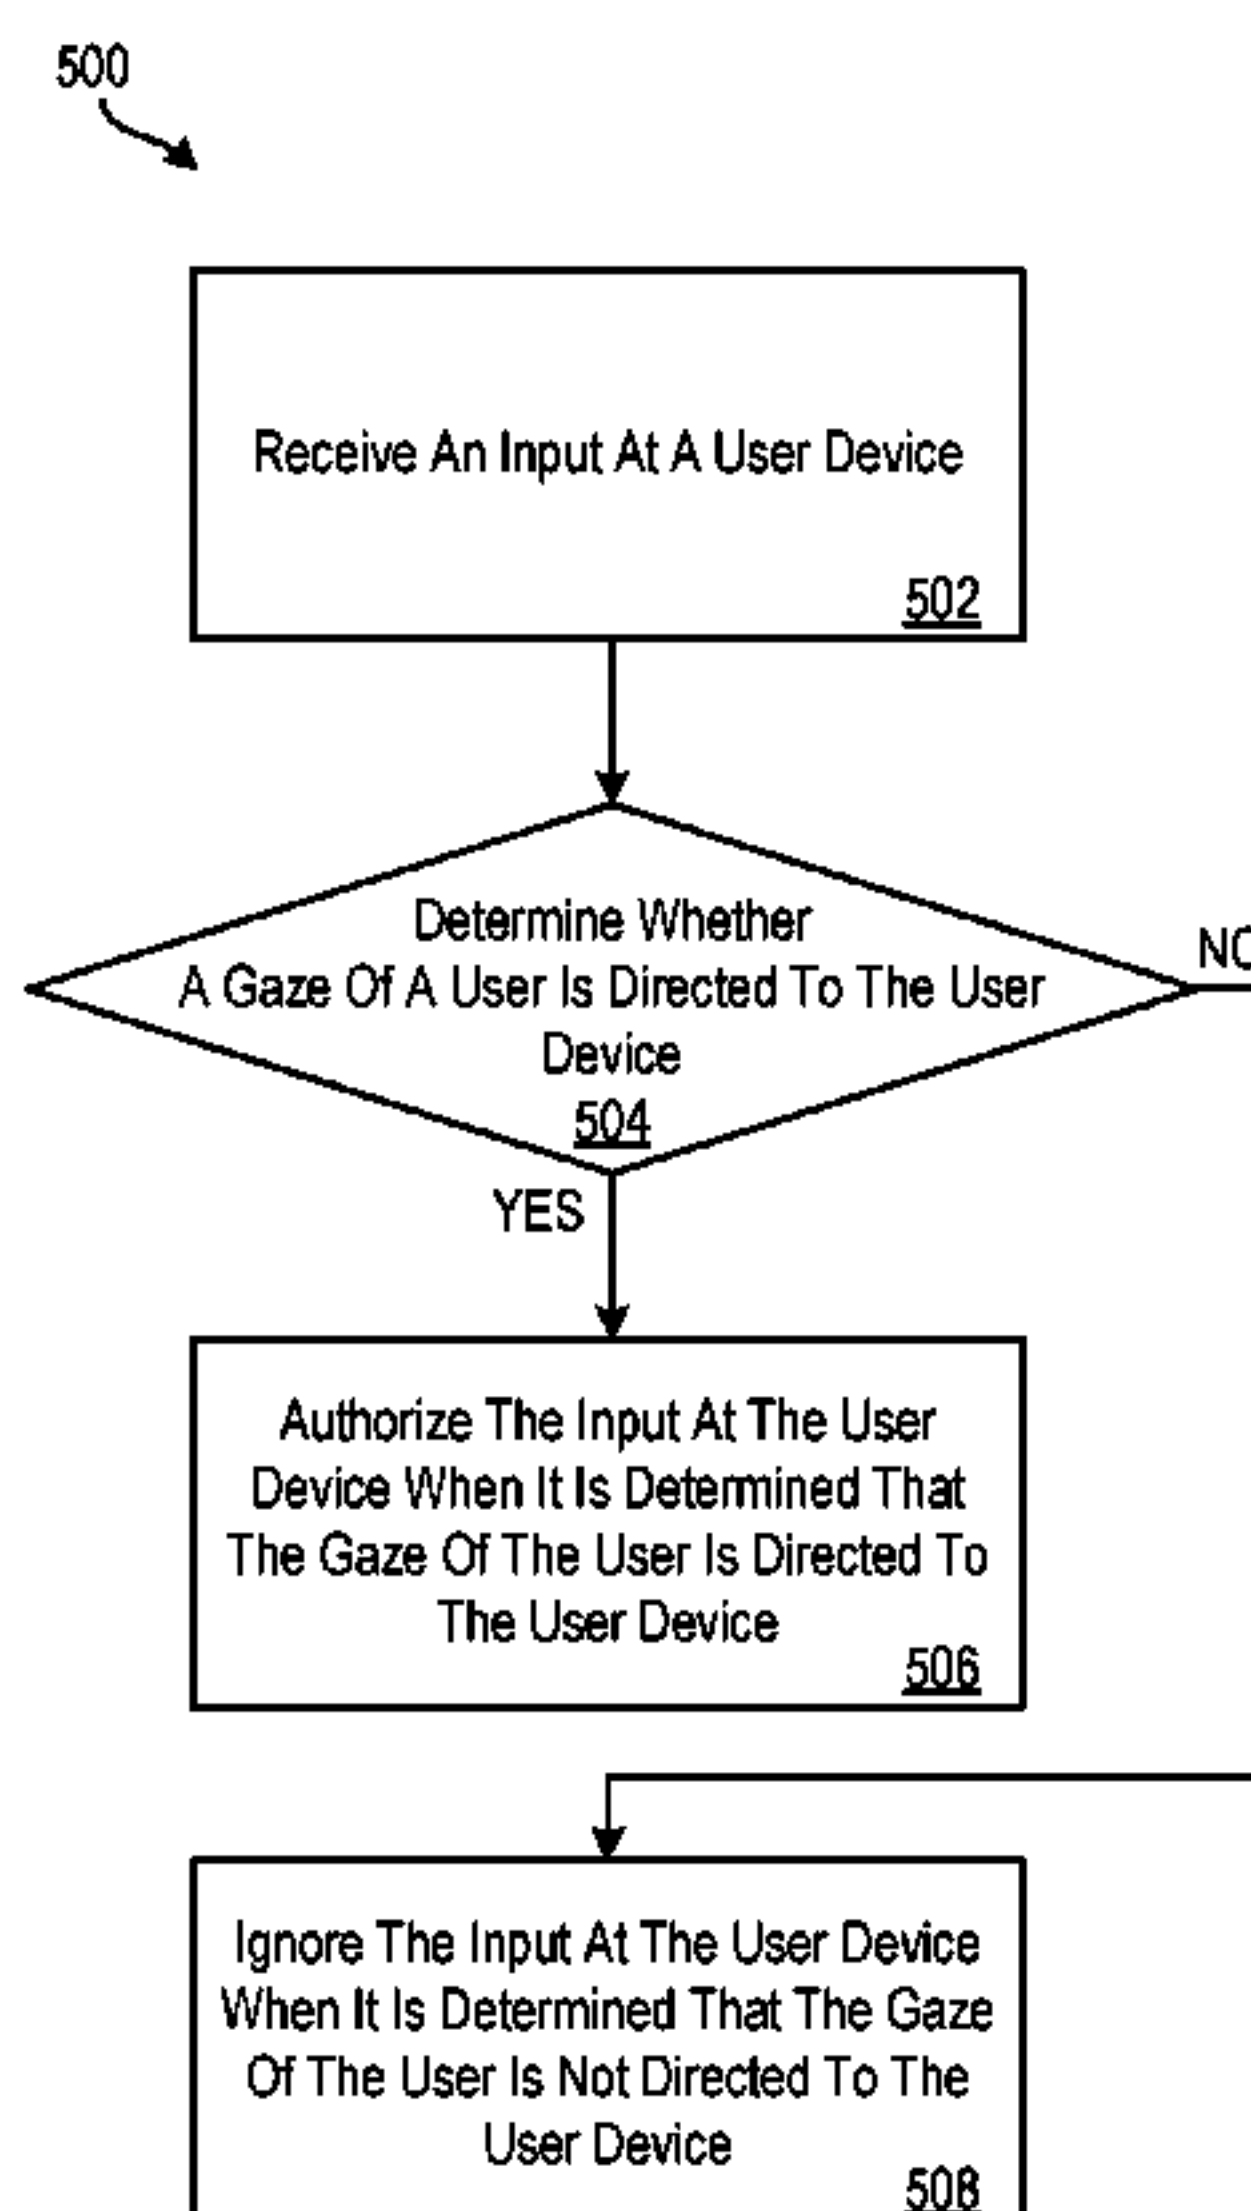 500
Receive An Input At A User Device
502
Determine Whether
A Gaze Of A User Is Directed To The User
Device
504
NO
YES
Authorize The Input At The User
Device When It Is Determined That
The Gaze Of The User Is Directed To
The User Device
506
Ignore The Input At The User Device
When It Is Determined That The Gaze
Of The User Is Not Directed To The
User Device
508